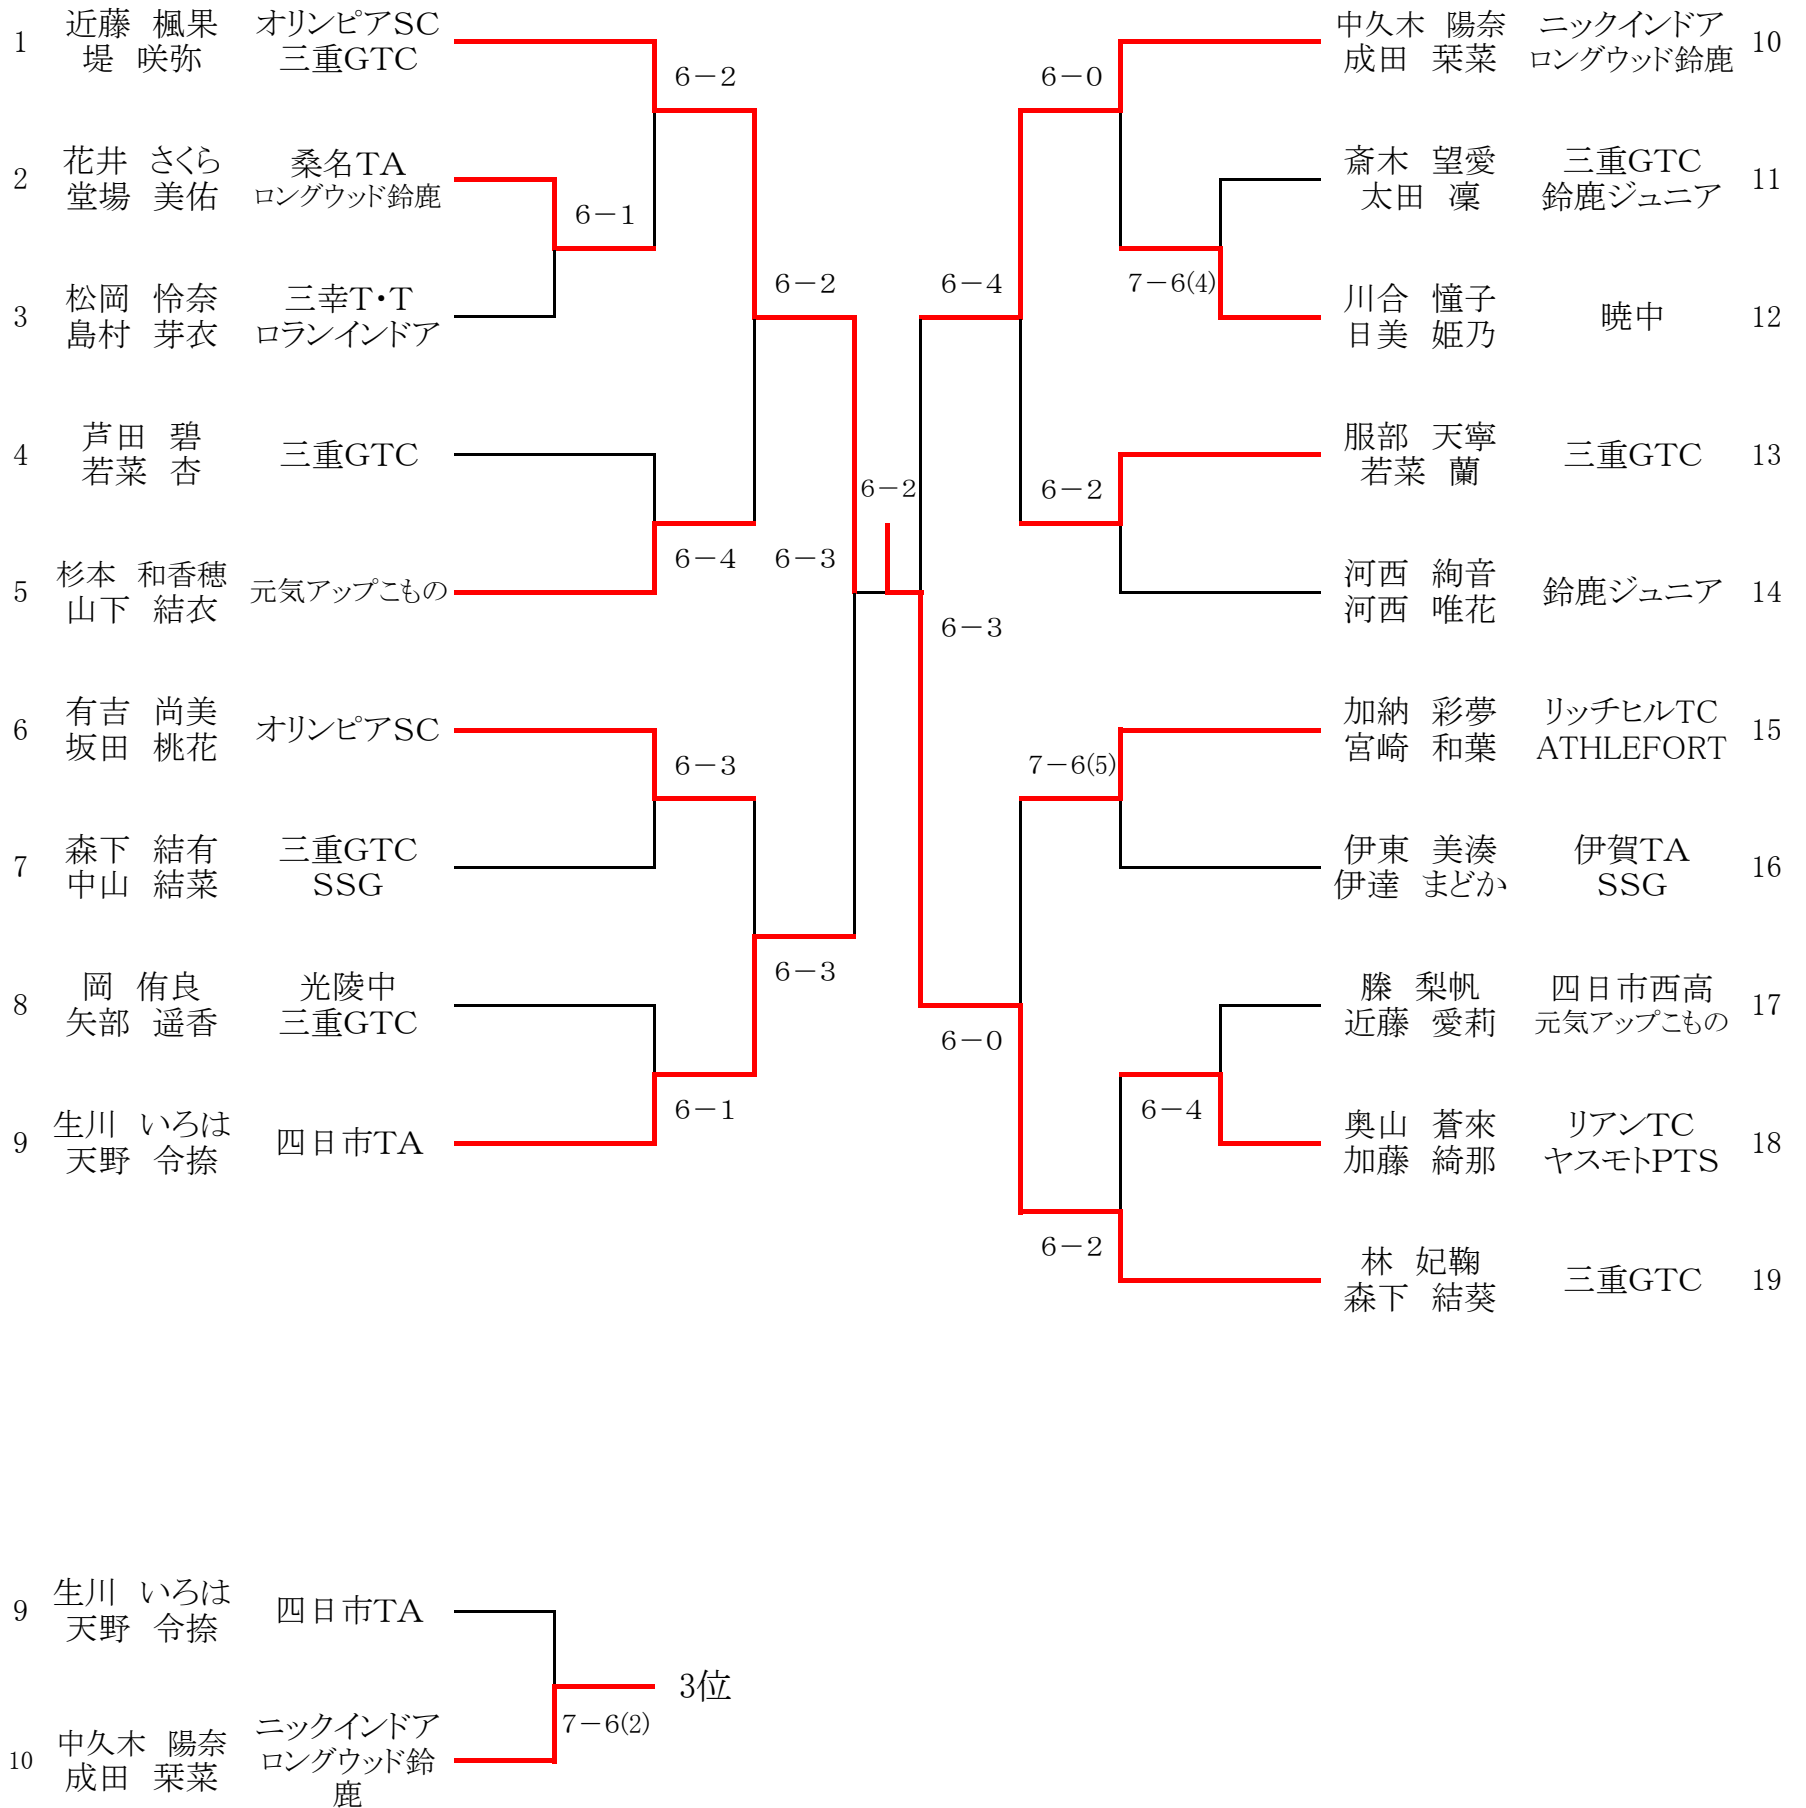 1 近藤 楓果 オリンピアSC
堤 咲弥 三重GTC
2 花井 さくら 桑名TA
堂場 美佑 ロングウッド鈴鹿
3 松岡 怜奈 三幸T・T
島村 芽衣 ロランインドア
4 芦田 碧 三重GTC
若菜 杏
5 杉本 和香穂 元気アップこもの
山下 結衣
6 有吉 尚美 オリンピアSC
坂田 桃花
7 森下 結有 三重GTC
中山 結菜 SSG
8 岡 侑良 光陵中
矢部 遥香 三重GTC
9 生川 いろは 四日市TA
天野 令捺
6-2
6-1
6-2
6-4
6-3
6-3
6-3
6-1
6-2
6-0
6-4
7-6(4)
6-2
6-3
7-6(5)
6-0
6-4
6-2
中久木 陽奈 ニックインドア 10
成田 栞菜 ロングウッド鈴鹿
斎木 望愛 三重GTC 11
太田 凜 鈴鹿ジュニア
川合 憧子 暁中 12
日美 姫乃
服部 天寧 三重GTC 13
若菜 蘭
河西 絢音 鈴鹿ジュニア 14
河西 唯花
加納 彩夢 リッチヒルTC 15
宮崎 和葉 ATHLEFORT
伊東 美湊 伊賀TA 16
伊達 まどか SSG
滕 梨帆 四日市西高 17
近藤 愛莉 元気アップこもの
奥山 蒼來 リアンTC 18
加藤 綺那 ヤスモトPTS
林 妃鞠 三重GTC 19
森下 結葵
9 生川 いろは 四日市TA
天野 令捺
3位
7-6(2)
10 中久木 陽奈 ニックインドア
成田 栞菜 ロングウッド鈴
鹿